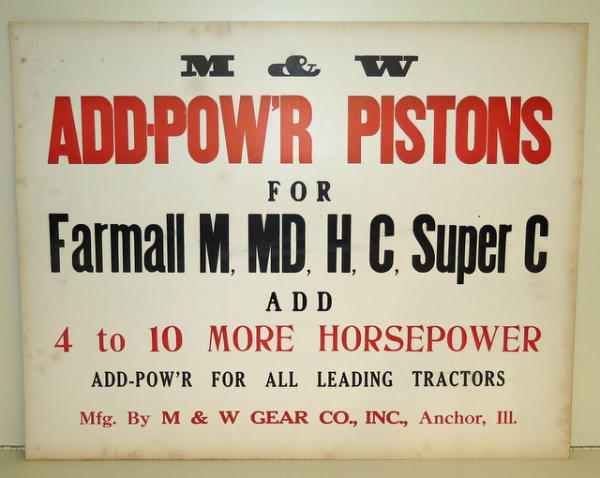 M & W
ADD-POW'R PISTONS
FOR
Farmall M, MD, H, C, Super C
ADD
4 to 10 MORE HORSEPOWER
ADD-POW'R FOR ALL LEADING TRACTORS
Mfg. By M & W GEAR CO., INC., Anchor, Ill.